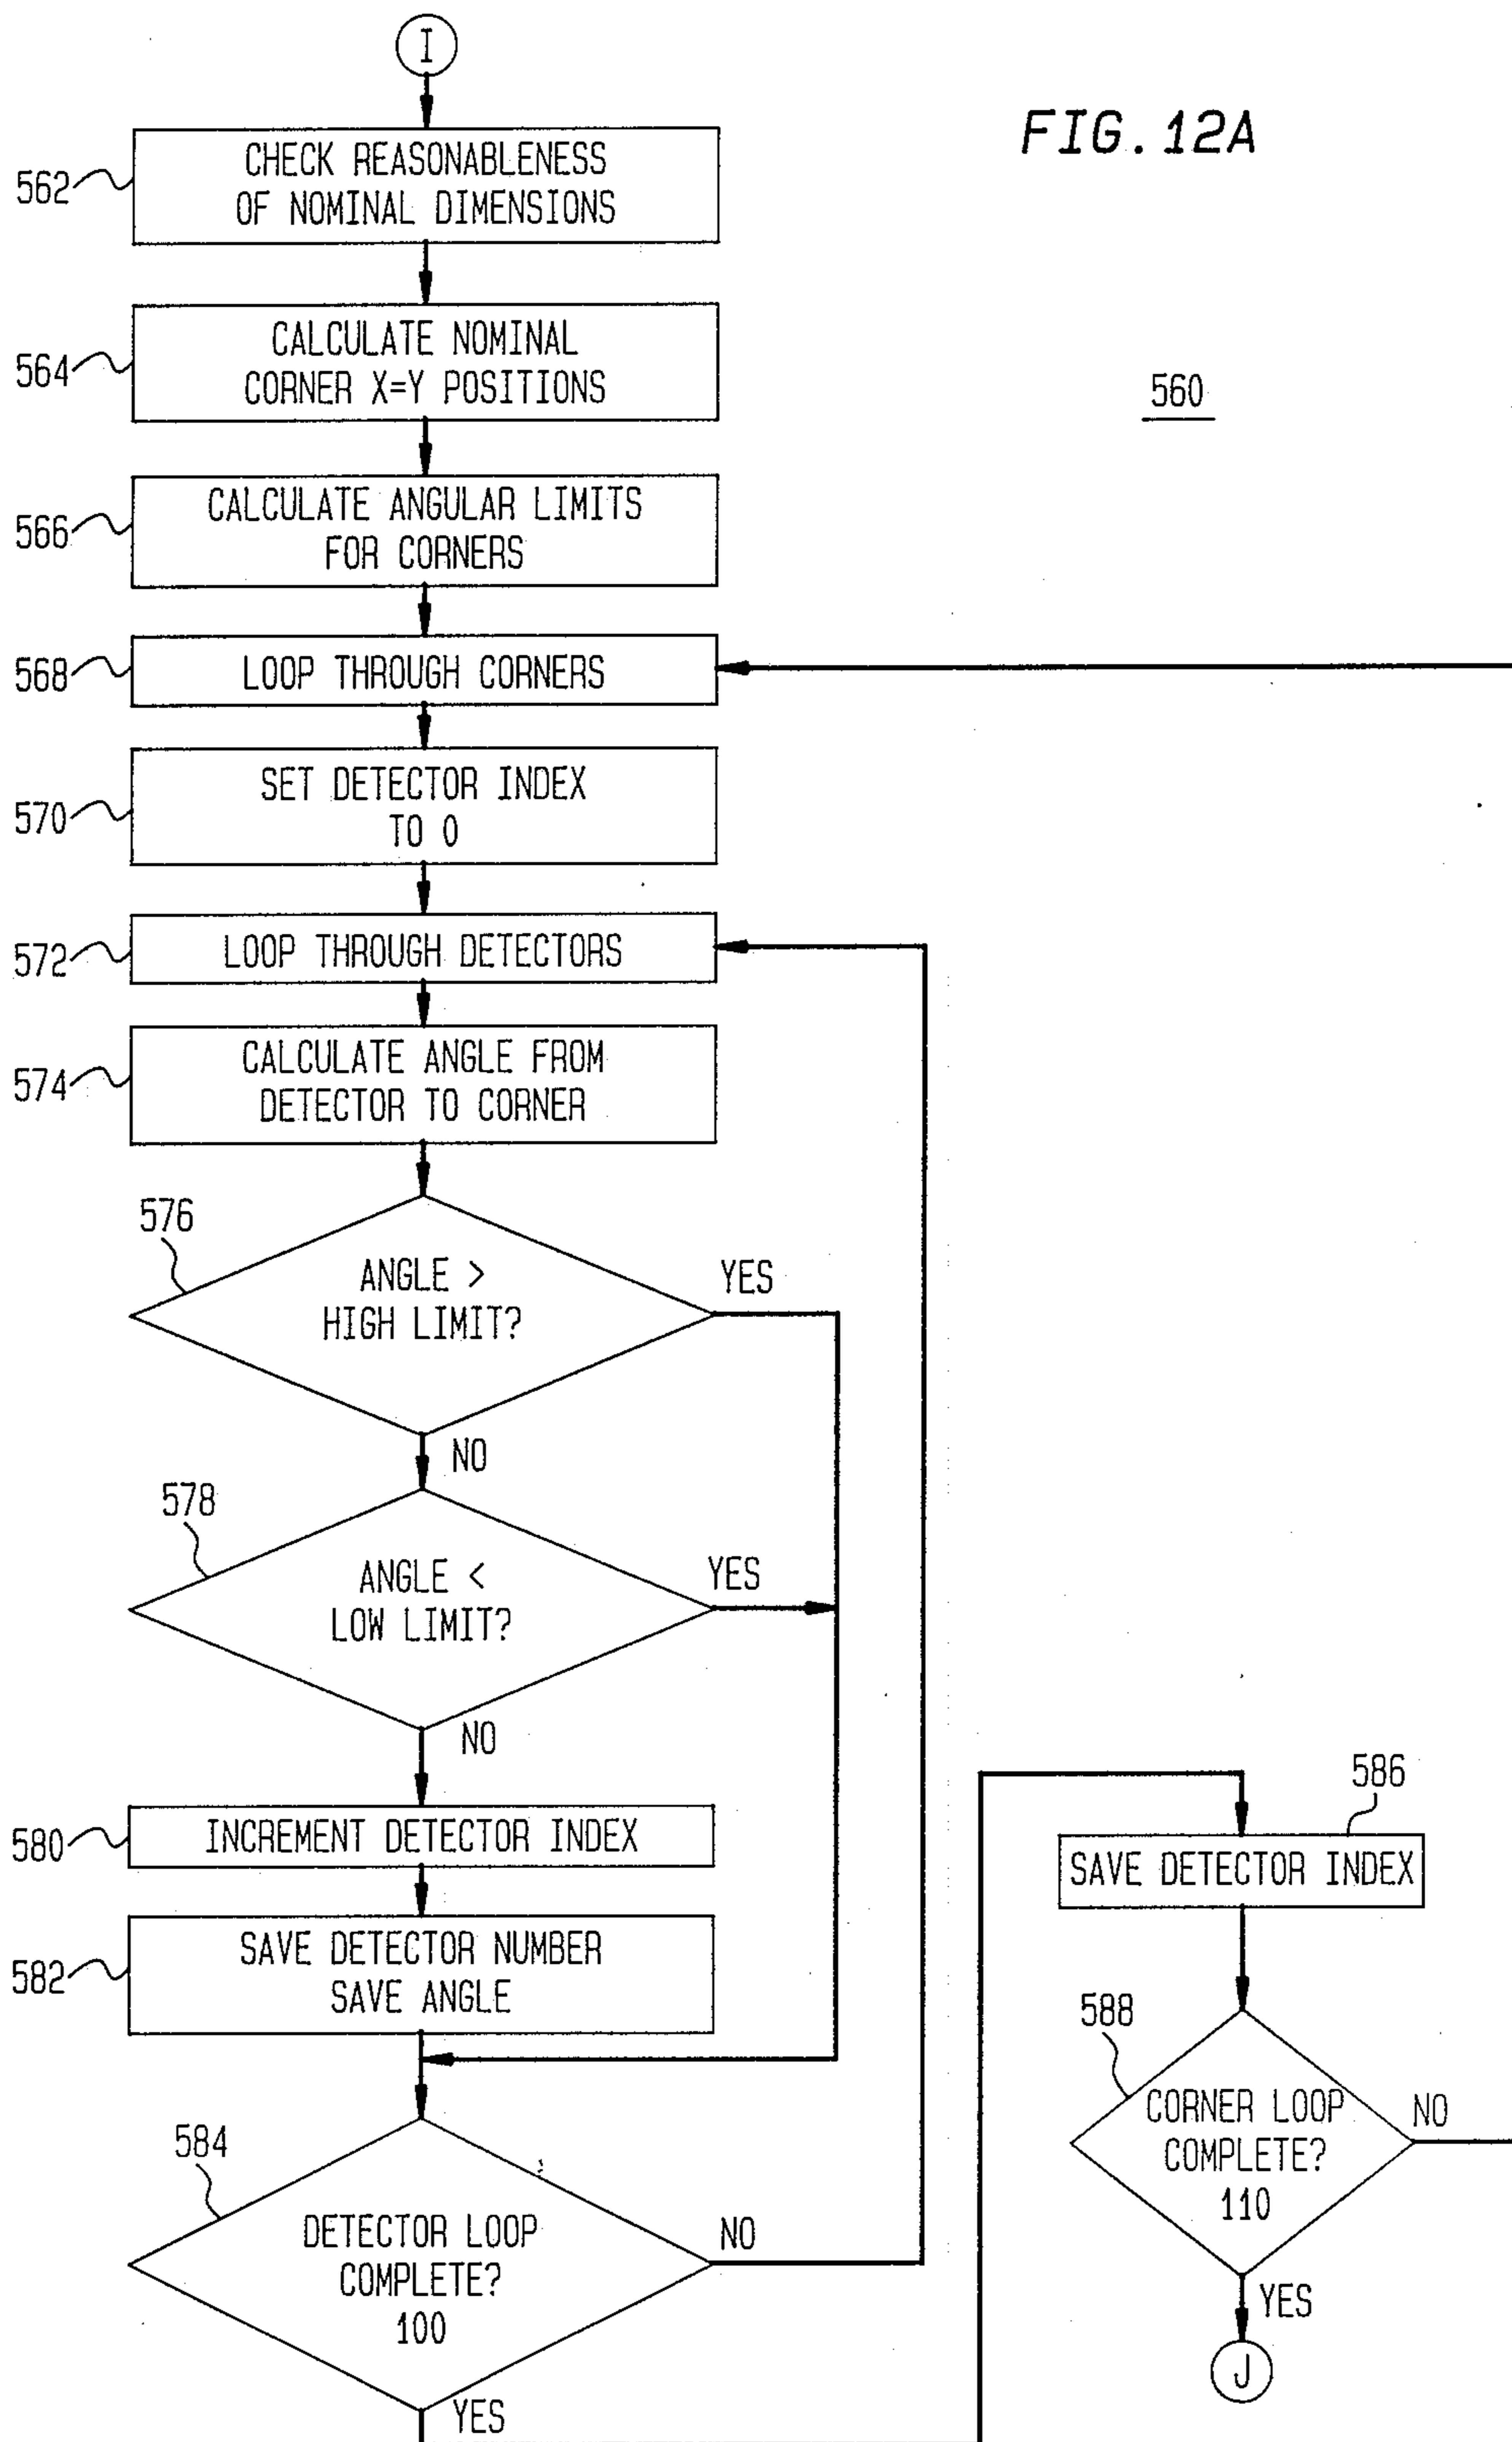 I
FIG. 12A
562
CHECK REASONABLENESS
OF NOMINAL DIMENSIONS
564
CALCULATE NOMINAL
CORNER X=Y POSITIONS
560
566
CALCULATE ANGULAR LIMITS
FOR CORNERS
568
LOOP THROUGH CORNERS
570
SET DETECTOR INDEX
TO 0
572
LOOP THROUGH DETECTORS
574
CALCULATE ANGLE FROM
DETECTOR TO CORNER
576
ANGLE >
HIGH LIMIT?
YES
NO
578
ANGLE <
LOW LIMIT?
YES
NO
580
INCREMENT DETECTOR INDEX
582
SAVE DETECTOR NUMBER
SAVE ANGLE
584
DETECTOR LOOP
COMPLETE?
100
NO
YES
586
SAVE DETECTOR INDEX
588
CORNER LOOP
COMPLETE?
110
NO
YES
J